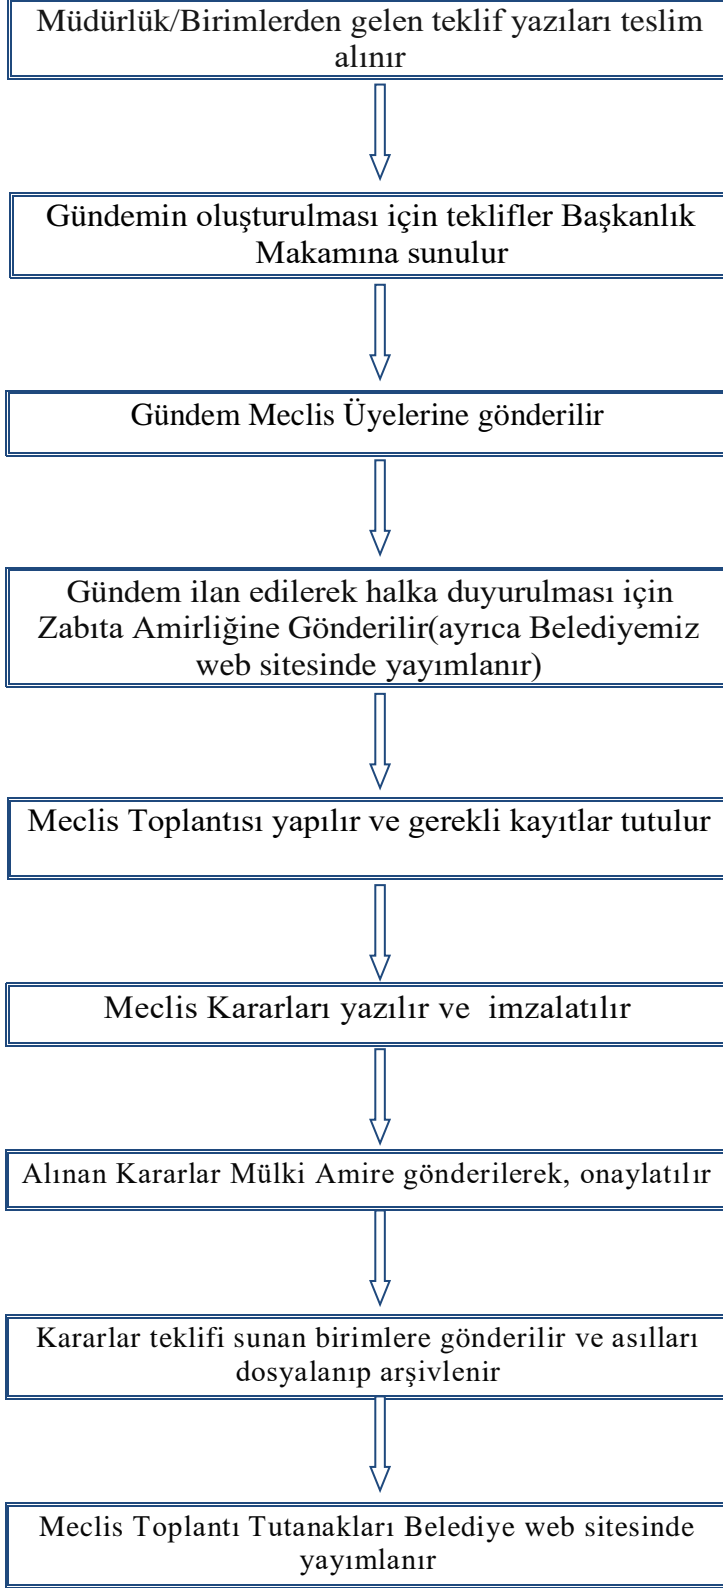 Müdürlük/Birimlerden gelen teklif yazıları teslim
alınır
Gündemin oluşturulması için teklifler Başkanlık
Makamına sunulur
Gündem Meclis Üyelerine gönderilir
Gündem ilan edilerek halka duyurulması için
Zabıta Amirliğine Gönderilir(ayrıca Belediyemiz
web sitesinde yayımlanır)
Meclis Toplantısı yapılır ve gerekli kayıtlar tutulur
Meclis Kararları yazılır ve  imzalatılır
Alınan Kararlar Mülki Amire gönderilerek, onaylatılır
Kararlar teklifi sunan birimlere gönderilir ve asılları
dosyalanıp arşivlenir
Meclis Toplantı Tutanakları Belediye web sitesinde
yayımlanır